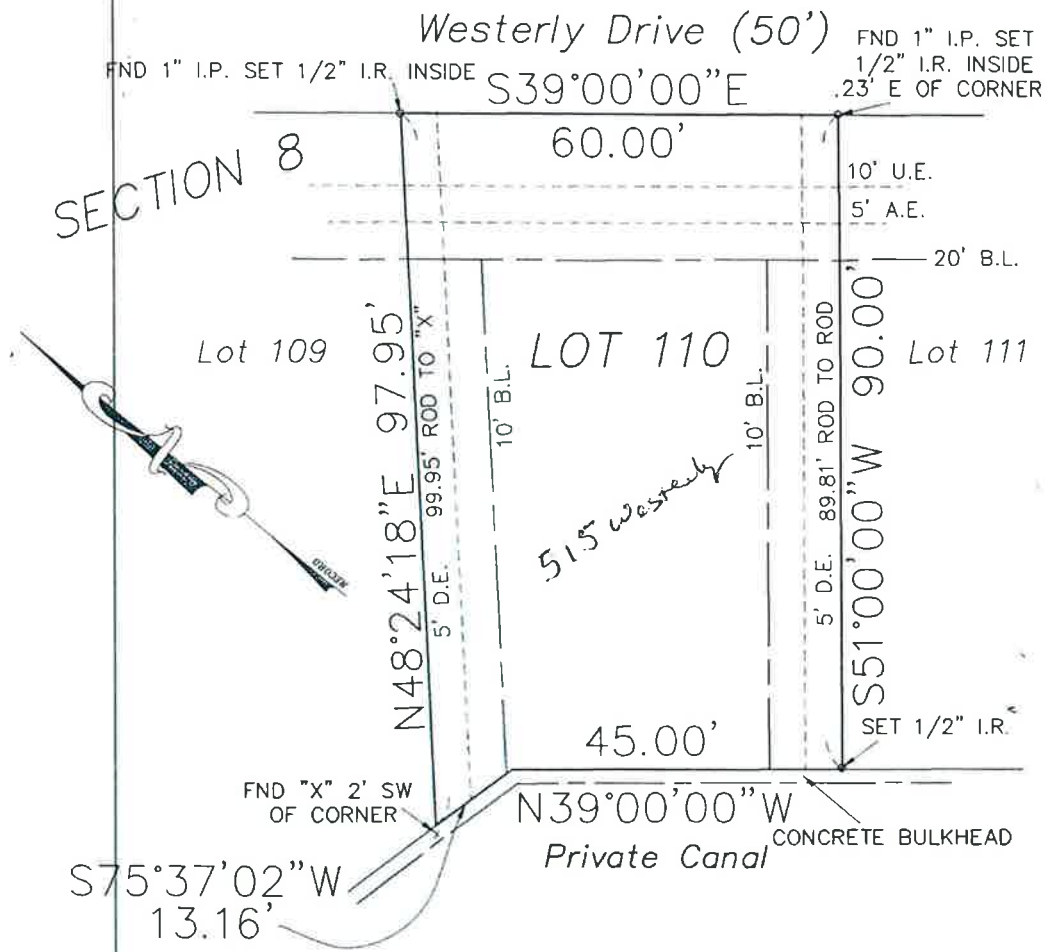 Westerly Drive (50')
FND 1" I.P. SET
1/2" I.R. INSIDE
.23' E OF CORNER
FND 1" I.P. SET 1/2" I.R. INSIDE
S39°00'00"E
60.00'
SECTION 8
10' U.E.
5' A.E.
20' B.L.
Lot 109
N48°24'18"E 97.95'
99.95' ROD TO "X"
5' D.E.
10' B.L.
LOT 110
10' B.L.
515 Westerly
5' D.E.
89.81' ROD TO ROD
S51°00'00"W 90.00'
Lot 111
RECORD
45.00'
SET 1/2" I.R.
FND "X" 2' SW
OF CORNER
N39°00'00"W
CONCRETE BULKHEAD
Private Canal
S75°37'02"W
13.16'